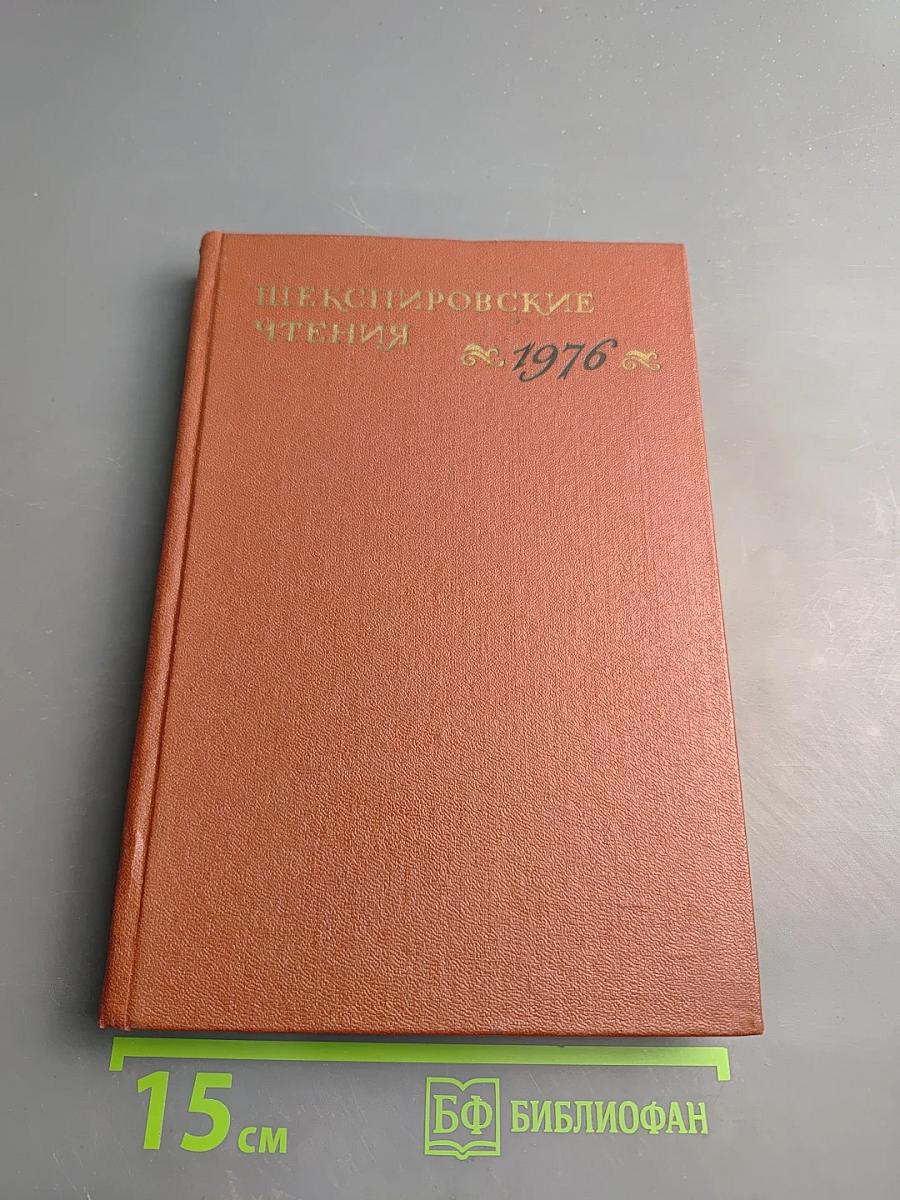 ШЕКСПИРОВСКИЕ
ЧТЕНИЯ
1976
15 см
БФ БИБЛИОФАН